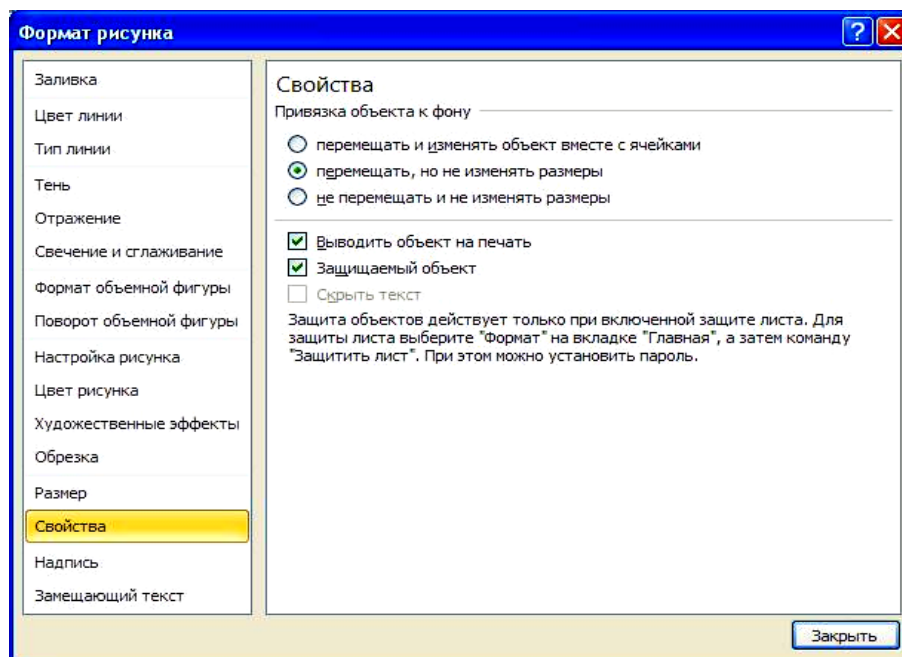 Формат рисунка
Заливка
Цвет линии
Тип линии
Тень
Отражение
Свечение и сглаживание
Формат объемной фигуры
Поворот объемной фигуры
Настройка рисунка
Цвет рисунка
Художественные эффекты
Обрезка
Размер
Свойства
Надпись
Замещающий текст
Свойства
Привязка объекта к фону
перемещать и изменять объект вместе с ячейками
перемещать, но не изменять размеры
не перемещать и не изменять размеры
Выводить объект на печать
Защищаемый объект
Скрыть текст
Защита объектов действует только при включенной защите листа. Для
защиты листа выберите "Формат" на вкладке "Главная", а затем команду
"Защитить лист". При этом можно установить пароль.
Закрыть